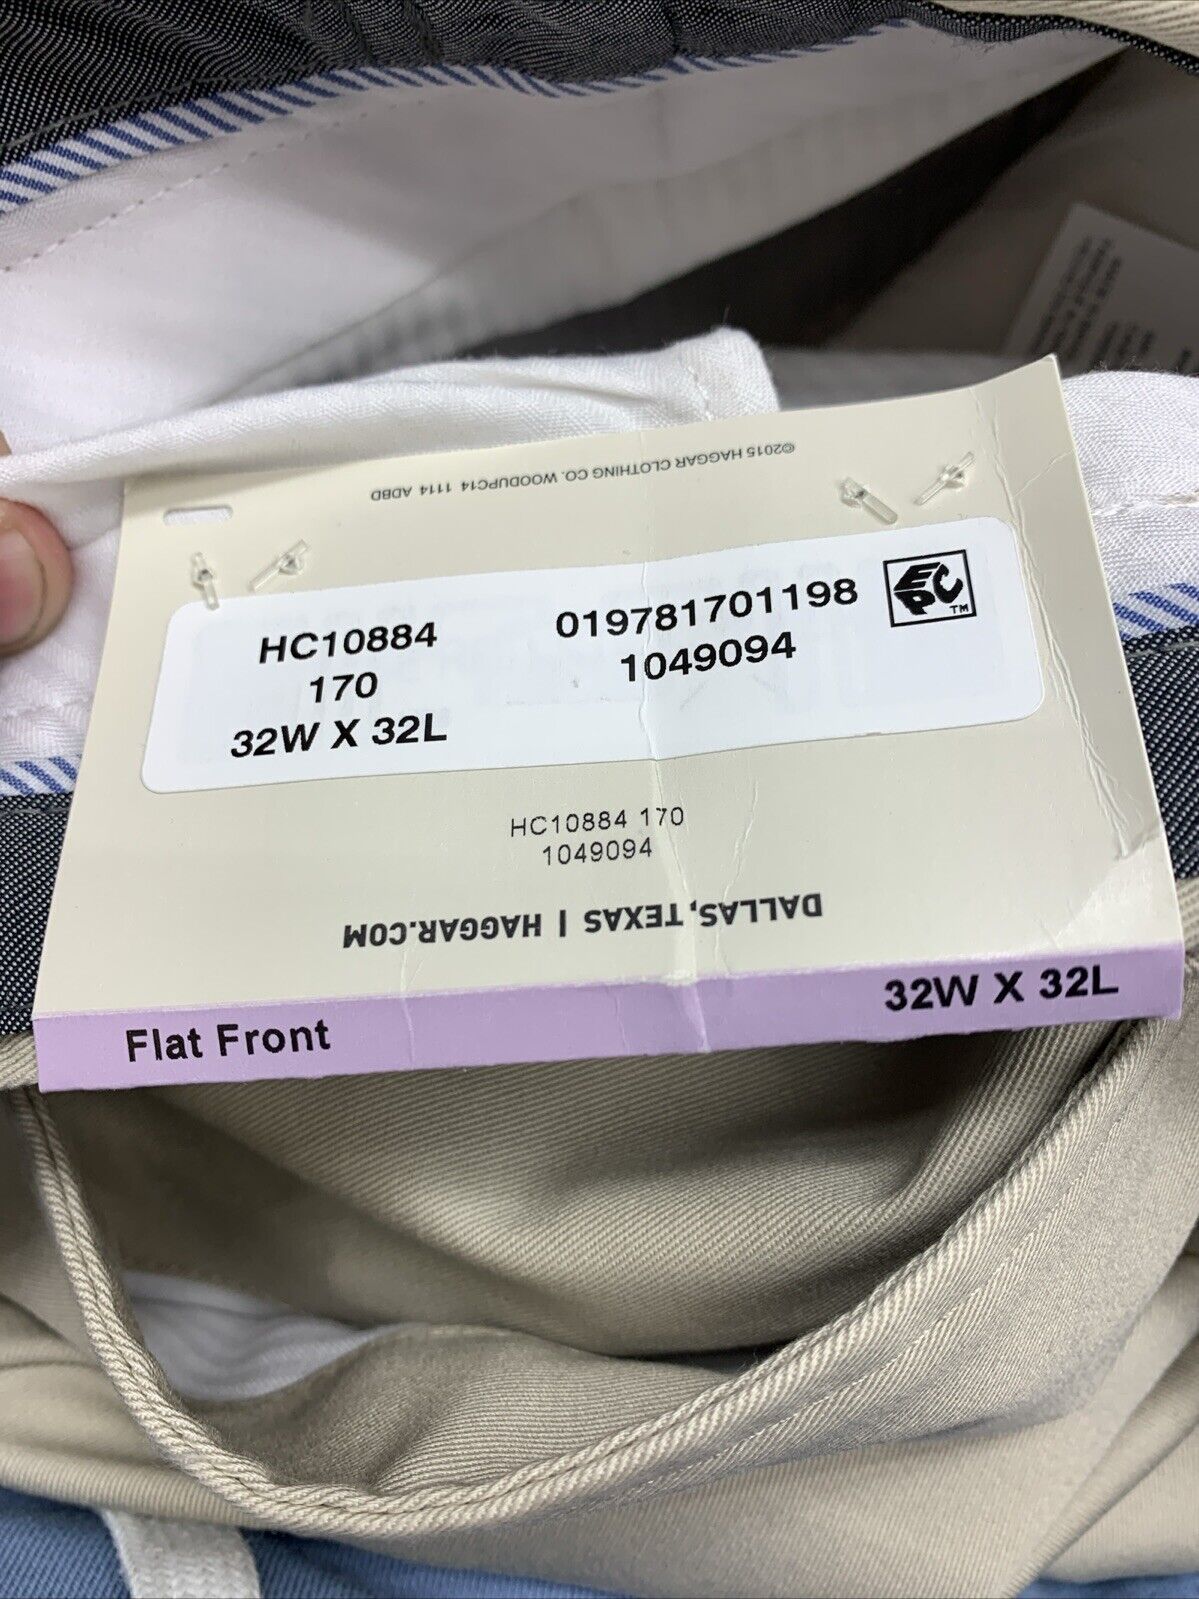 ©2015 HAGGAR CLOTHING CO. WOODUPC14 1114 ADBD
HC10884
170
32W X 32L
019781701198
1049094
EPC TM
HC10884 170
1049094
DALLAS, TEXAS | HAGGAR.COM
Flat Front
32W X 32L